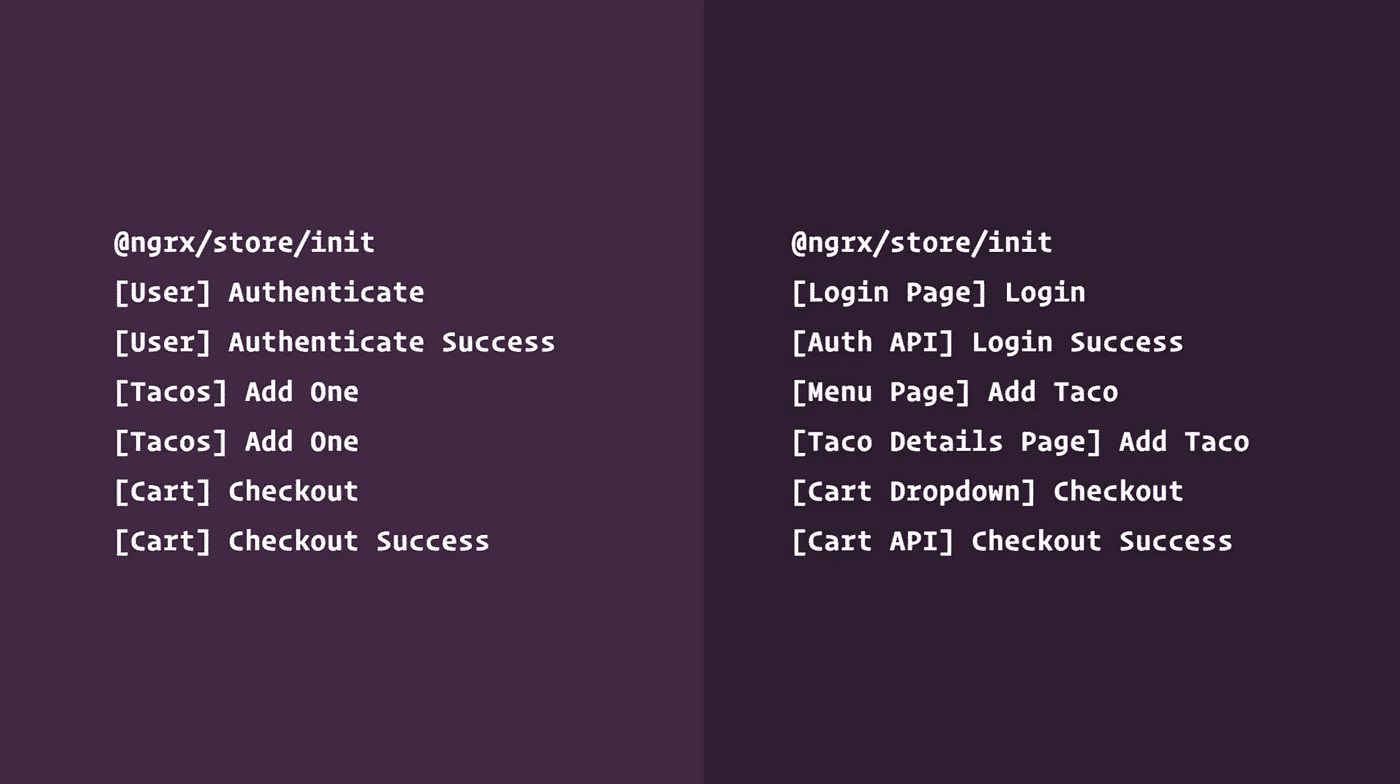 @ngrx/store/init
[User] Authenticate
[User] Authenticate Success
[Tacos] Add One
[Tacos] Add One
[Cart] Checkout
[Cart] Checkout Success
@ngrx/store/init
[Login Page] Login
[Auth API] Login Success
[Menu Page] Add Taco
[Taco Details Page] Add Taco
[Cart Dropdown] Checkout
[Cart API] Checkout Success